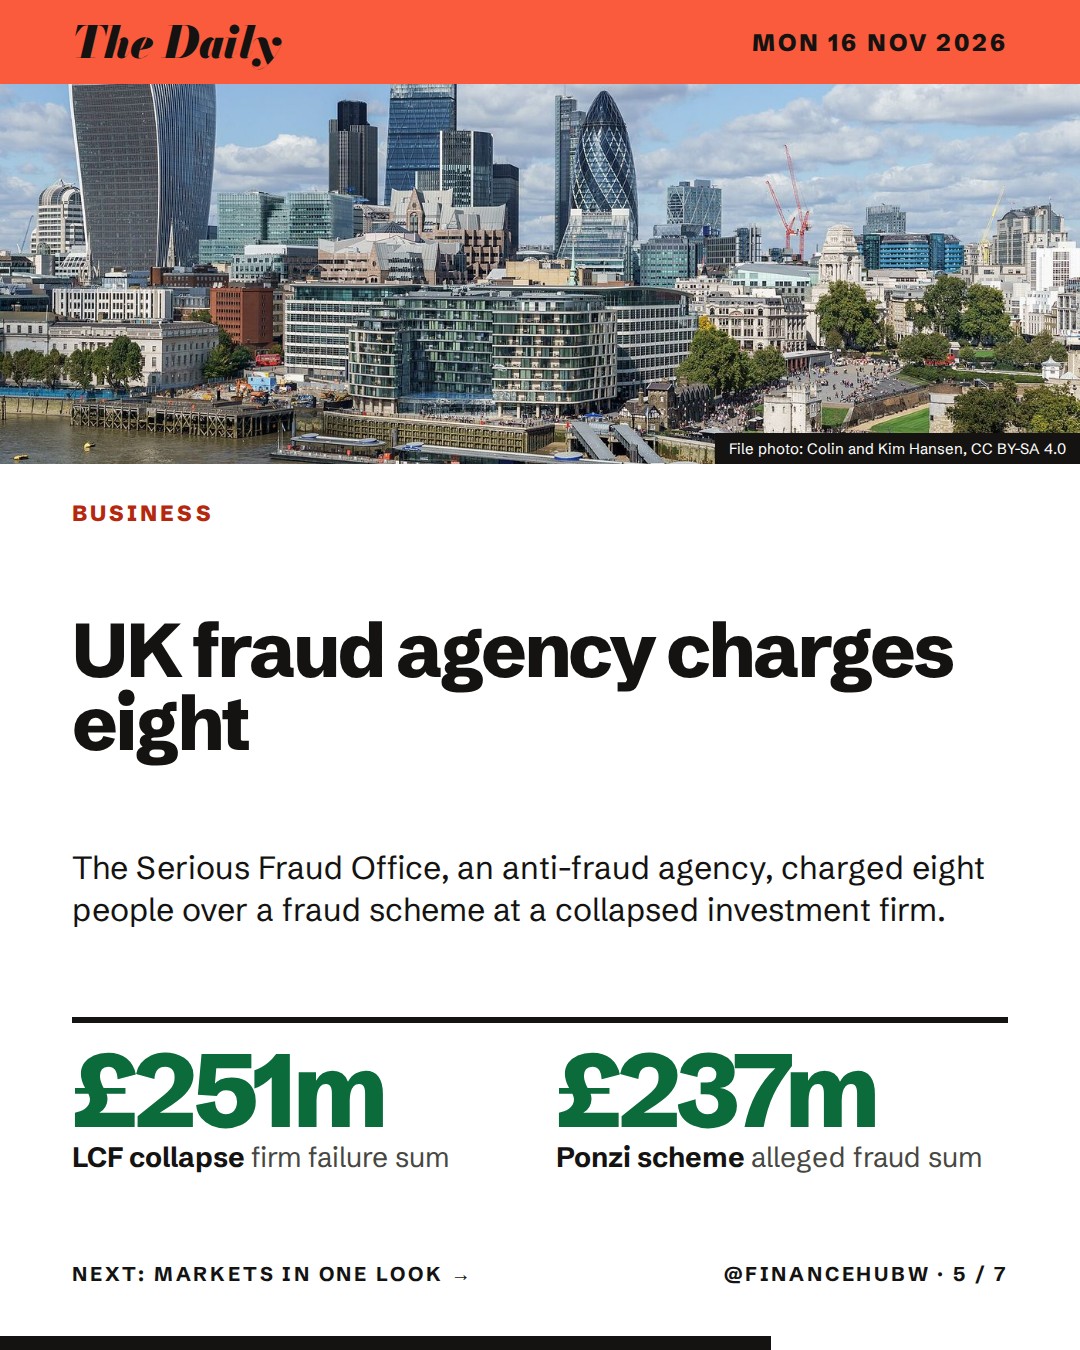 The Daily
MON 16 NOV 2026
File photo: Colin and Kim Hansen, CC BY-SA 4.0
BUSINESS
UK fraud agency charges
eight
The Serious Fraud Office, an anti-fraud agency, charged eight
people over a fraud scheme at a collapsed investment firm.
£251m
LCF collapse firm failure sum
£237m
Ponzi scheme alleged fraud sum
NEXT: MARKETS IN ONE LOOK →
@FINANCEHUBW · 5 / 7